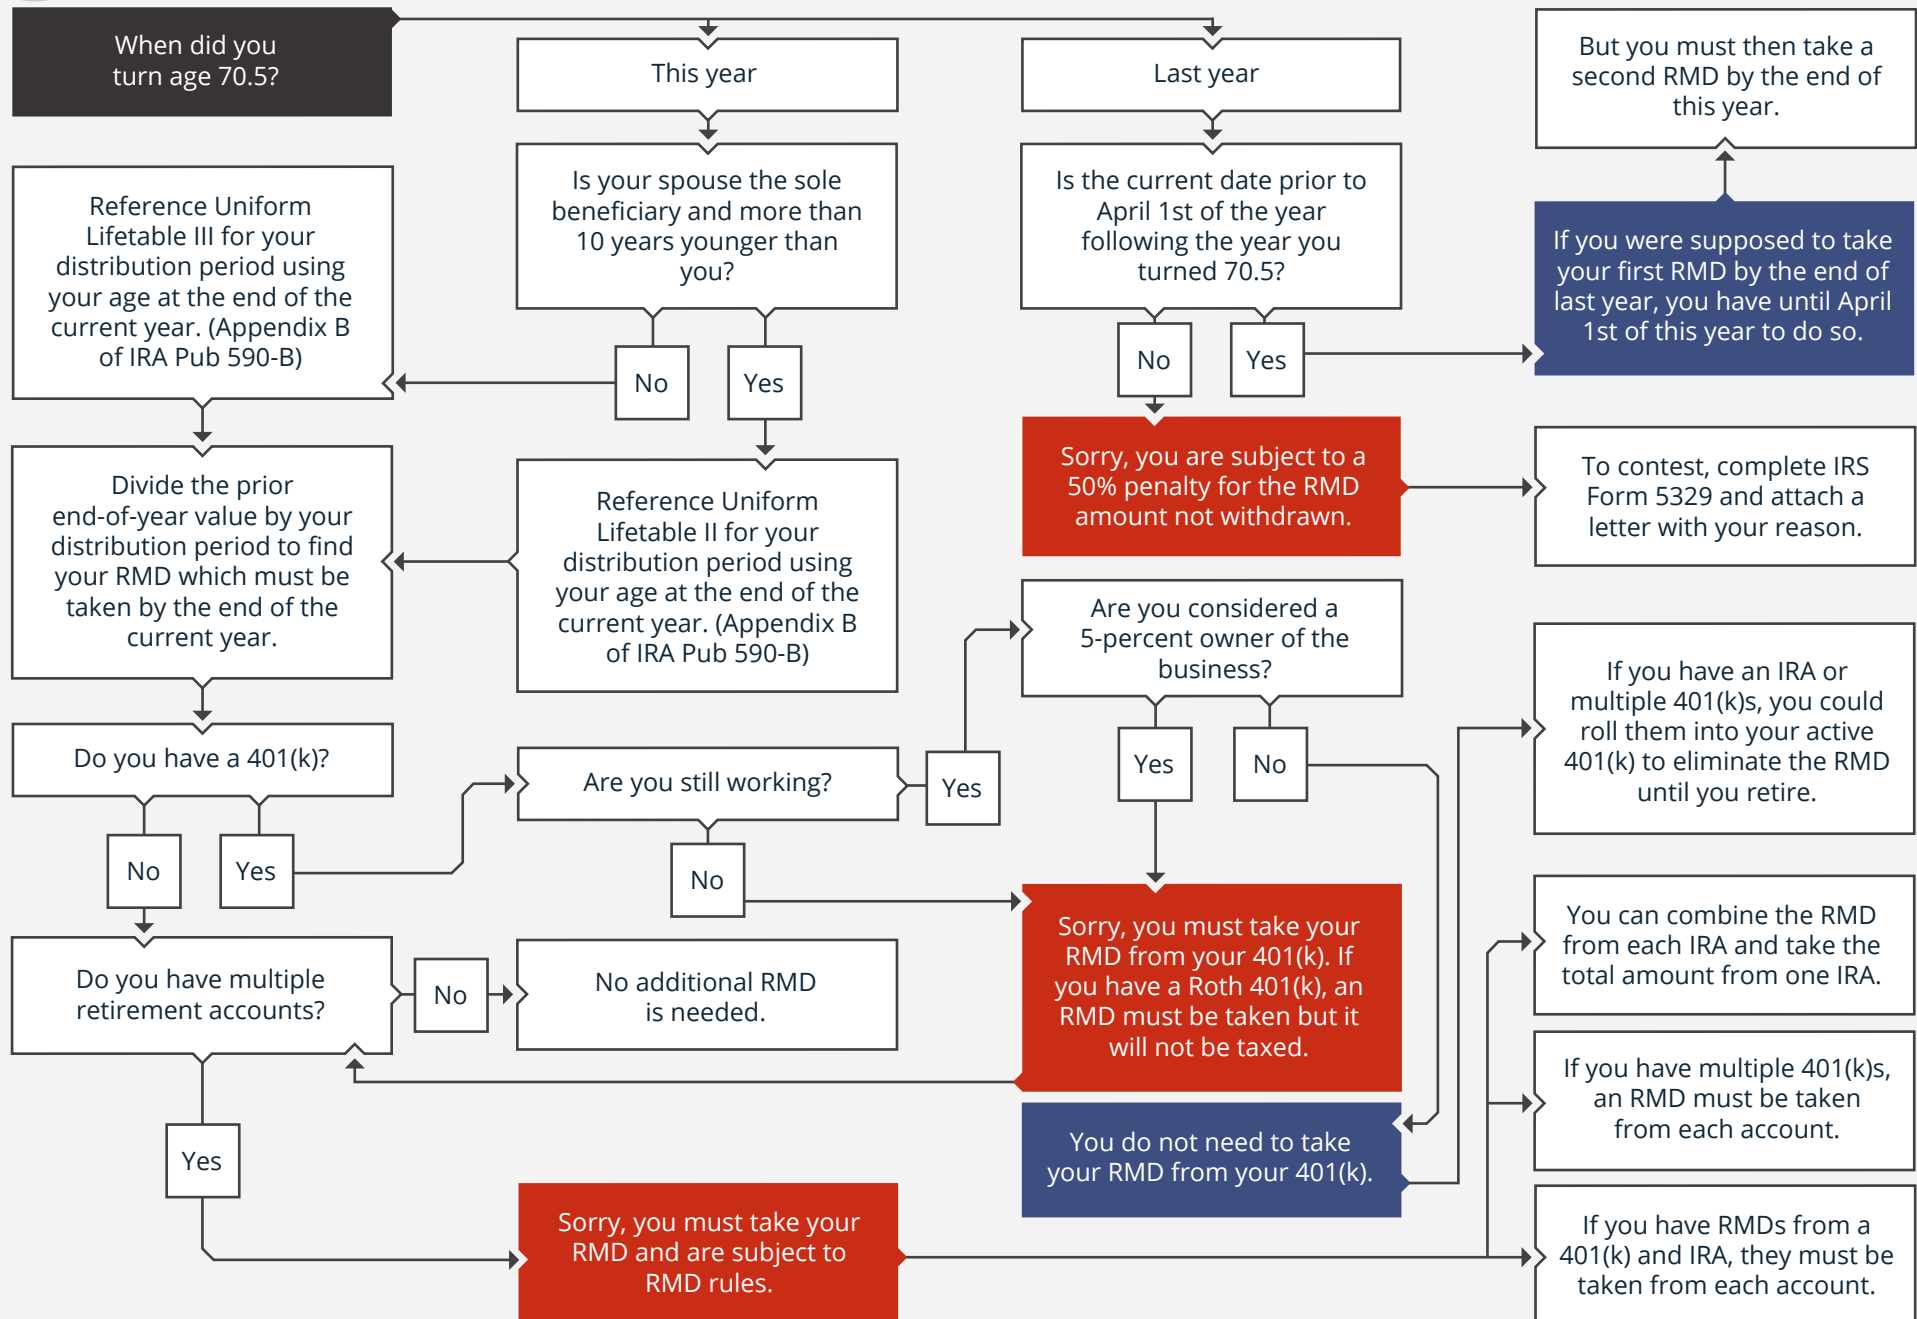 When did you
turn age 70.5?
This year
Last year
But you must then take a
second RMD by the end of
this year.
Reference Uniform
Lifetable III for your
distribution period using
your age at the end of the
current year. (Appendix B
of IRA Pub 590-B)
Is your spouse the sole
beneficiary and more than
10 years younger than
you?
Is the current date prior to
April 1st of the year
following the year you
turned 70.5?
If you were supposed to take
your first RMD by the end of
last year, you have until April
1st of this year to do so.
No
Yes
No
Yes
Divide the prior
end-of-year value by your
distribution period to find
your RMD which must be
taken by the end of the
current year.
Reference Uniform
Lifetable II for your
distribution period using
your age at the end of the
current year. (Appendix B
of IRA Pub 590-B)
Sorry, you are subject to a
50% penalty for the RMD
amount not withdrawn.
To contest, complete IRS
Form 5329 and attach a
letter with your reason.
Are you considered a
5-percent owner of the
business?
If you have an IRA or
multiple 401(k)s, you could
roll them into your active
401(k) to eliminate the RMD
until you retire.
Do you have a 401(k)?
Are you still working?
Yes
Yes
No
No
Yes
No
Sorry, you must take your
RMD from your 401(k). If
you have a Roth 401(k), an
RMD must be taken but it
will not be taxed.
You can combine the RMD
from each IRA and take the
total amount from one IRA.
Do you have multiple
retirement accounts?
No
No additional RMD
is needed.
If you have multiple 401(k)s,
an RMD must be taken
from each account.
Yes
You do not need to take
your RMD from your 401(k).
Sorry, you must take your
RMD and are subject to
RMD rules.
If you have RMDs from a
401(k) and IRA, they must be
taken from each account.